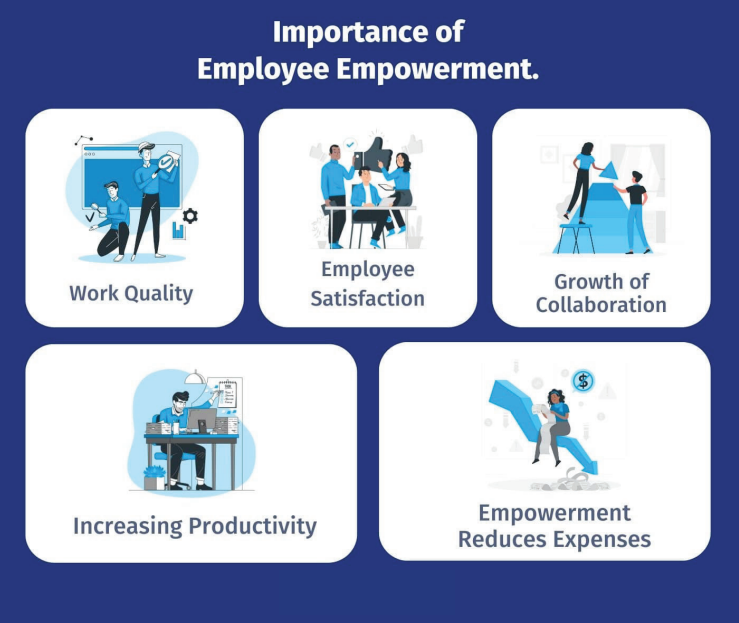 Importance of
Employee Empowerment.
Work Quality
Employee
Satisfaction
Growth of
Collaboration
Increasing Productivity
$
Empowerment
Reduces Expenses